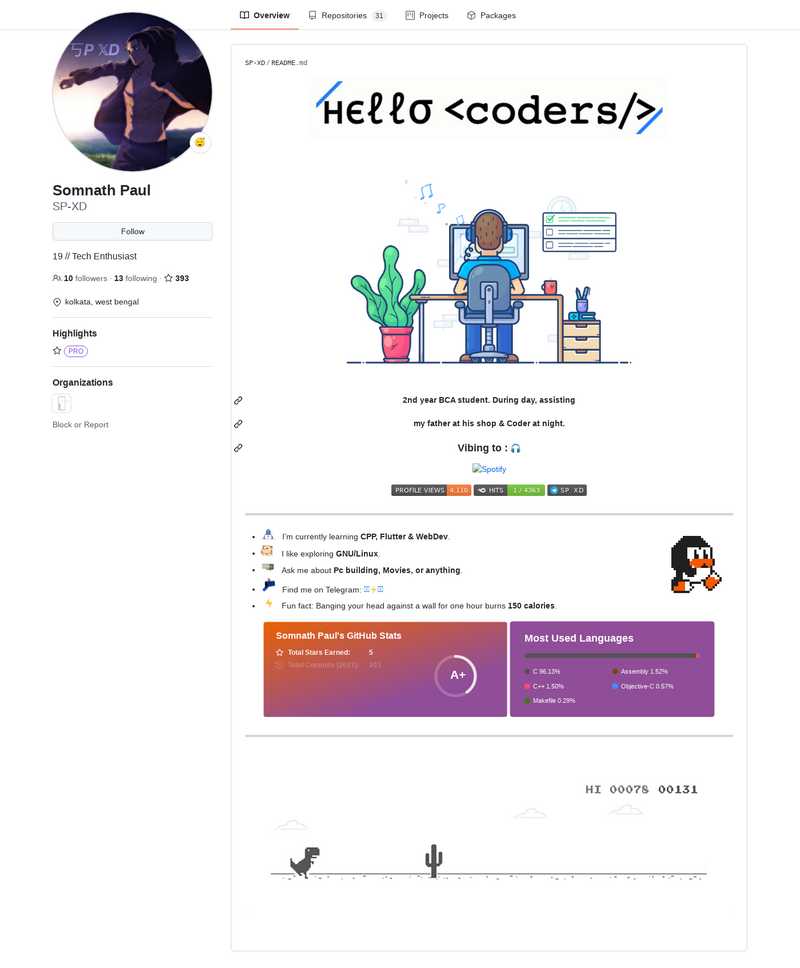 Overview
Repositories 31
Projects
Packages
SP XD
Somnath Paul
SP-XD
Follow
19 // Tech Enthusiast
10 followers · 13 following · 393
kolkata, west bengal
Highlights
PRO
Organizations
Block or Report
SP-XD / README.md
нєℓℓσ <coders/>
2nd year BCA student. During day, assisting
my father at his shop & Coder at night.
Vibing to : 🎧
Spotify
PROFILE VIEWS 4,110
HITS 1 / 4363
SP XD
I'm currently learning CPP, Flutter & WebDev.
I like exploring GNU/Linux.
Ask me about Pc building, Movies, or anything.
Find me on Telegram:
Fun fact: Banging your head against a wall for one hour burns 150 calories.
Somnath Paul's GitHub Stats
Total Stars Earned: 5
A+
Most Used Languages
C 96.13%
Assembly 1.52%
C++ 1.50%
Objective-C 0.57%
Makefile 0.29%
HI 00078 00131